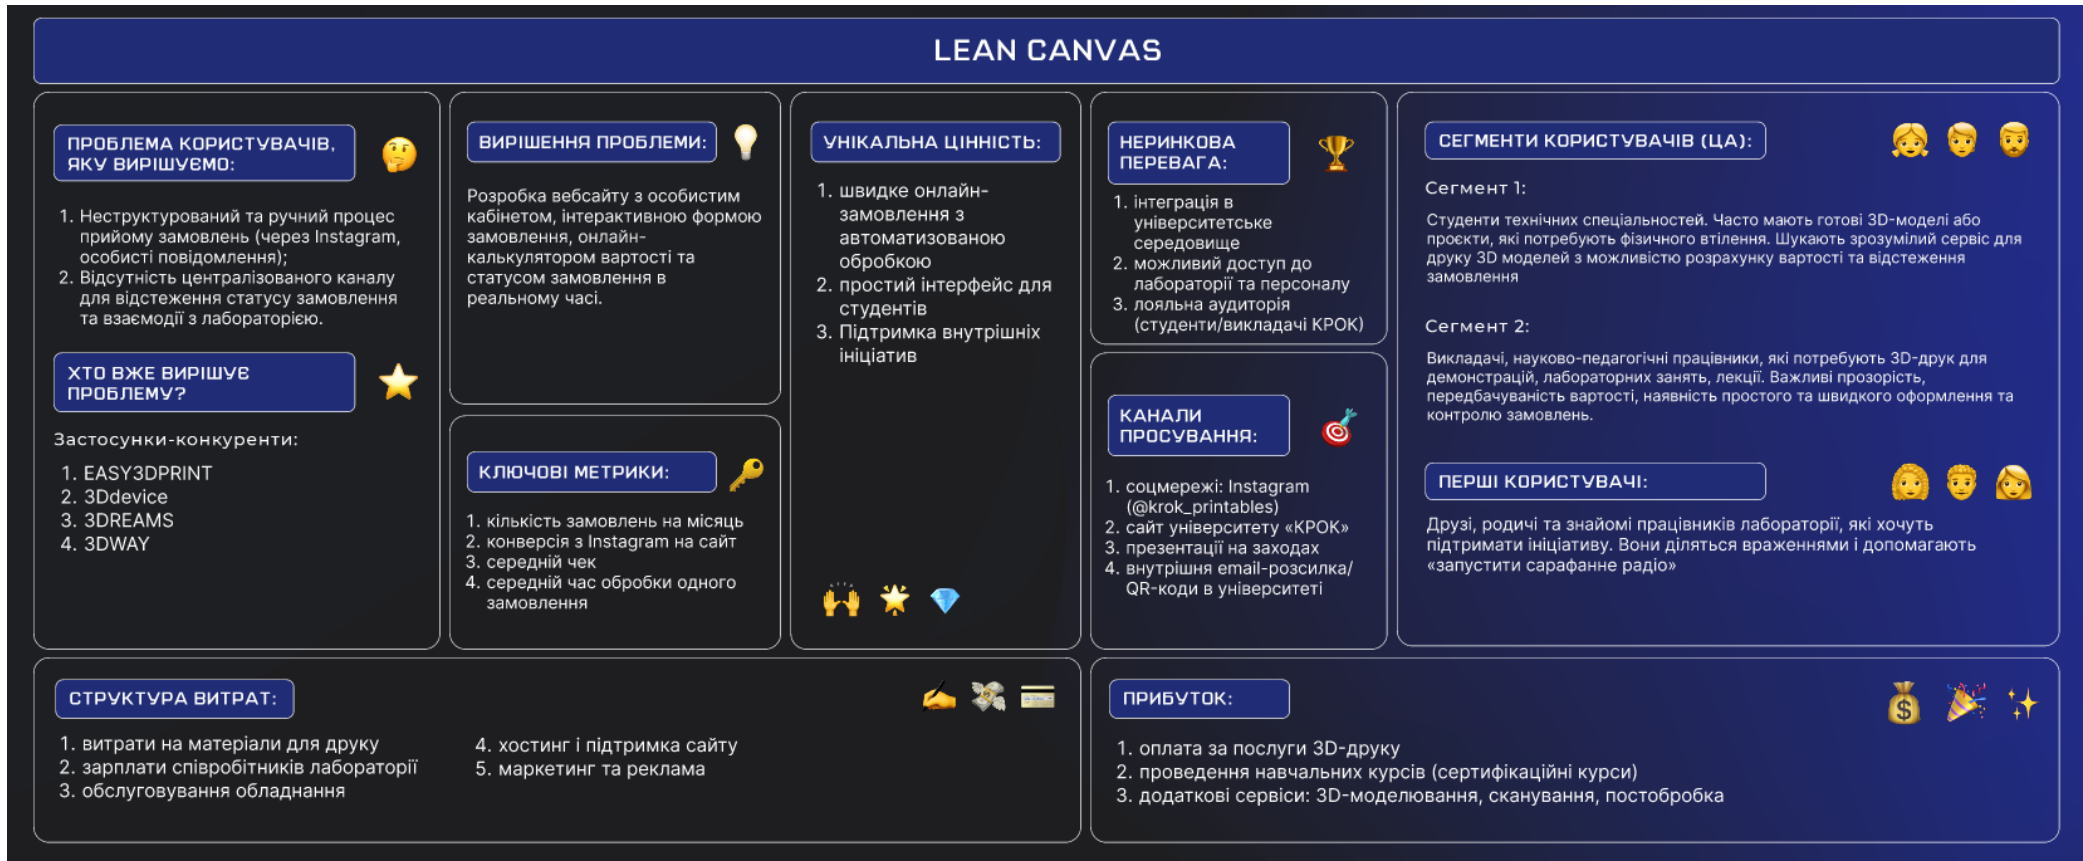 LEAN CANVAS
ПРОБЛЕМА КОРИСТУВАЧІВ,
ЯКУ ВИРІШУЄМО:
1. Неструктурований та ручний процес
прийому замовлень (через Instagram,
особисті повідомлення);
2. Відсутність централізованого каналу
для відстеження статусу замовлення
та взаємодії з лабораторією.
ХТО ВЖЕ ВИРІШУЄ
ПРОБЛЕМУ?
Застосунки-конкуренти:
1. EASY3DPRINT
2. 3Ddevice
3. 3DREAMS
4. 3DWAY
ВИРІШЕННЯ ПРОБЛЕМИ:
Розробка вебсайту з особистим
кабінетом, інтерактивною формою
замовлення, онлайн-
калькулятором вартості та
статусом замовлення в
реальному часі.
КЛЮЧОВІ МЕТРИКИ:
1. кількість замовлень на місяць
2. конверсія з Instagram на сайт
3. середній чек
4. середній час обробки одного
замовлення
УНІКАЛЬНА ЦІННІСТЬ:
1. швидке онлайн-
замовлення з
автоматизованою
обробкою
2. простий інтерфейс для
студентів
3. Підтримка внутрішніх
ініціатив
НЕРИНКОВА
ПЕРЕВАГА:
1. інтеграція в
університетське
середовище
2. можливий доступ до
лабораторії та персоналу
3. лояльна аудиторія
(студенти/викладачі КРОК)
КАНАЛИ
ПРОСУВАННЯ:
1. соцмережі: Instagram
(@krok_printables)
2. сайт університету «КРОК»
3. презентації на заходах
4. внутрішня email-розсилка/
QR-коди в університеті
СЕГМЕНТИ КОРИСТУВАЧІВ (ЦА):
Сегмент 1:
Студенти технічних спеціальностей. Часто мають готові 3D-моделі або
проєкти, які потребують фізичного втілення. Шукають зрозумілий сервіс для
друку 3D моделей з можливістю розрахунку вартості та відстеження
замовлення
Сегмент 2:
Викладачі, науково-педагогічні працівники, які потребують 3D-друк для
демонстрацій, лабораторних занять, лекції. Важливі прозорість,
передбачуваність вартості, наявність простого та швидкого оформлення та
контролю замовлень.
ПЕРШІ КОРИСТУВАЧІ:
Друзі, родичі та знайомі працівників лабораторії, які хочуть
підтримати ініціативу. Вони діляться враженнями і допомагають
«запустити сарафанне радіо»
СТРУКТУРА ВИТРАТ:
1. витрати на матеріали для друку
2. зарплати співробітників лабораторії
3. обслуговування обладнання
4. хостинг і підтримка сайту
5. маркетинг та реклама
ПРИБУТОК:
1. оплата за послуги 3D-друку
2. проведення навчальних курсів (сертифікаційні курси)
3. додаткові сервіси: 3D-моделювання, сканування, постобробка